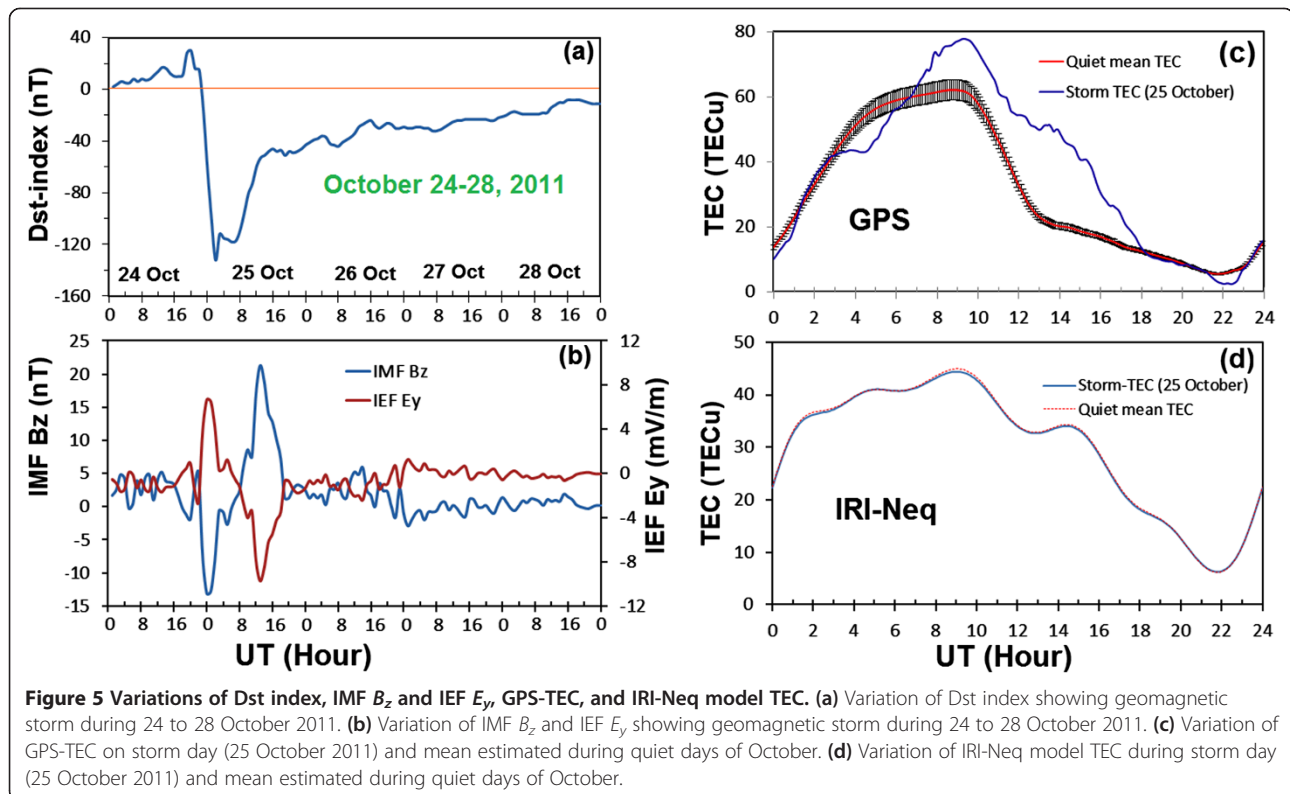 (a)
Dst-index (nT)
40
0
-40
-80
-120
-160
October 24-28, 2011
24 Oct 25 Oct 26 Oct 27 Oct 28 Oct
0 8 16 0 8 16 0 8 16 0 8 16 0 8 16 0
(b)
IMF Bz (nT)
25
20
15
10
5
0
-5
-10
-15
IMF Bz
IEF Ey
12
8
4
0
-4
-8
-12
IEF Ey (mV/m)
0 8 16 0 8 16 0 8 16 0 8 16 0 8 16 0
UT (Hour)
(c)
TEC (TECu)
80
60
40
20
0
Quiet mean TEC
Storm TEC (25 October)
GPS
0 2 4 6 8 10 12 14 16 18 20 22 24
(d)
TEC (TECu)
50
40
30
20
10
0
Storm-TEC (25 October)
Quiet mean TEC
IRI-Neq
0 2 4 6 8 10 12 14 16 18 20 22 24
UT (Hour)
Figure 5 Variations of Dst index, IMF Bz and IEF Ey, GPS-TEC, and IRI-Neq model TEC. (a) Variation of Dst index showing geomagnetic
storm during 24 to 28 October 2011. (b) Variation of IMF Bz and IEF Ey showing geomagnetic storm during 24 to 28 October 2011. (c) Variation of
GPS-TEC on storm day (25 October 2011) and mean estimated during quiet days of October. (d) Variation of IRI-Neq model TEC during storm day
(25 October 2011) and mean estimated during quiet days of October.